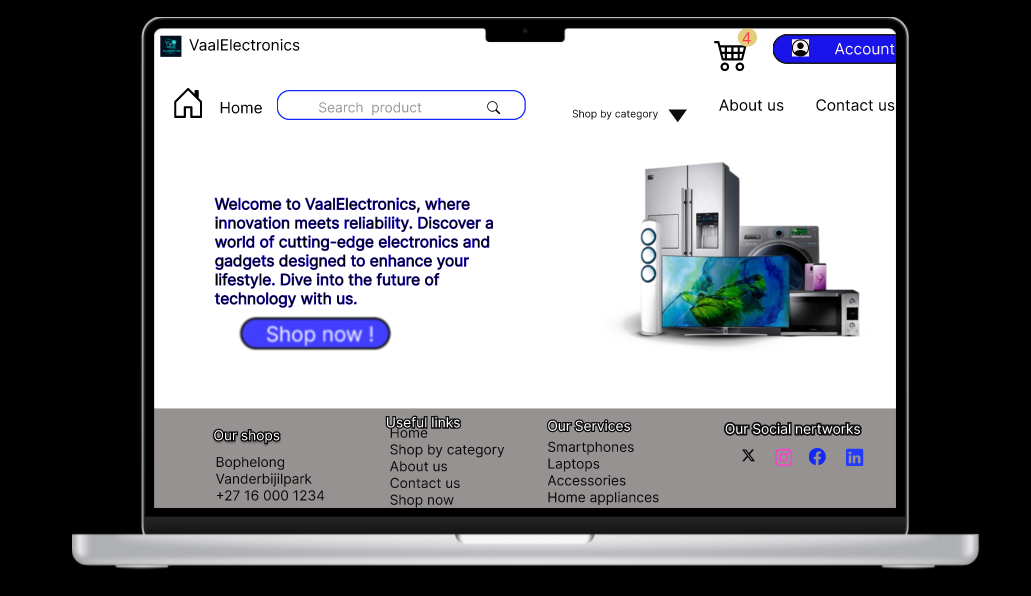 VaalElectronics
4
Account
Home
Search product
Shop by category
About us
Contact us
Welcome to VaalElectronics, where
innovation meets reliability. Discover a
world of cutting-edge electronics and
gadgets designed to enhance your
lifestyle. Dive into the future of
technology with us.
Shop now !
Our shops
Bophelong
Vanderbijilpark
+27 16 000 1234
Useful links
Home
Shop by category
About us
Contact us
Shop now
Our Services
Smartphones
Laptops
Accessories
Home appliances
Our Social nertworks